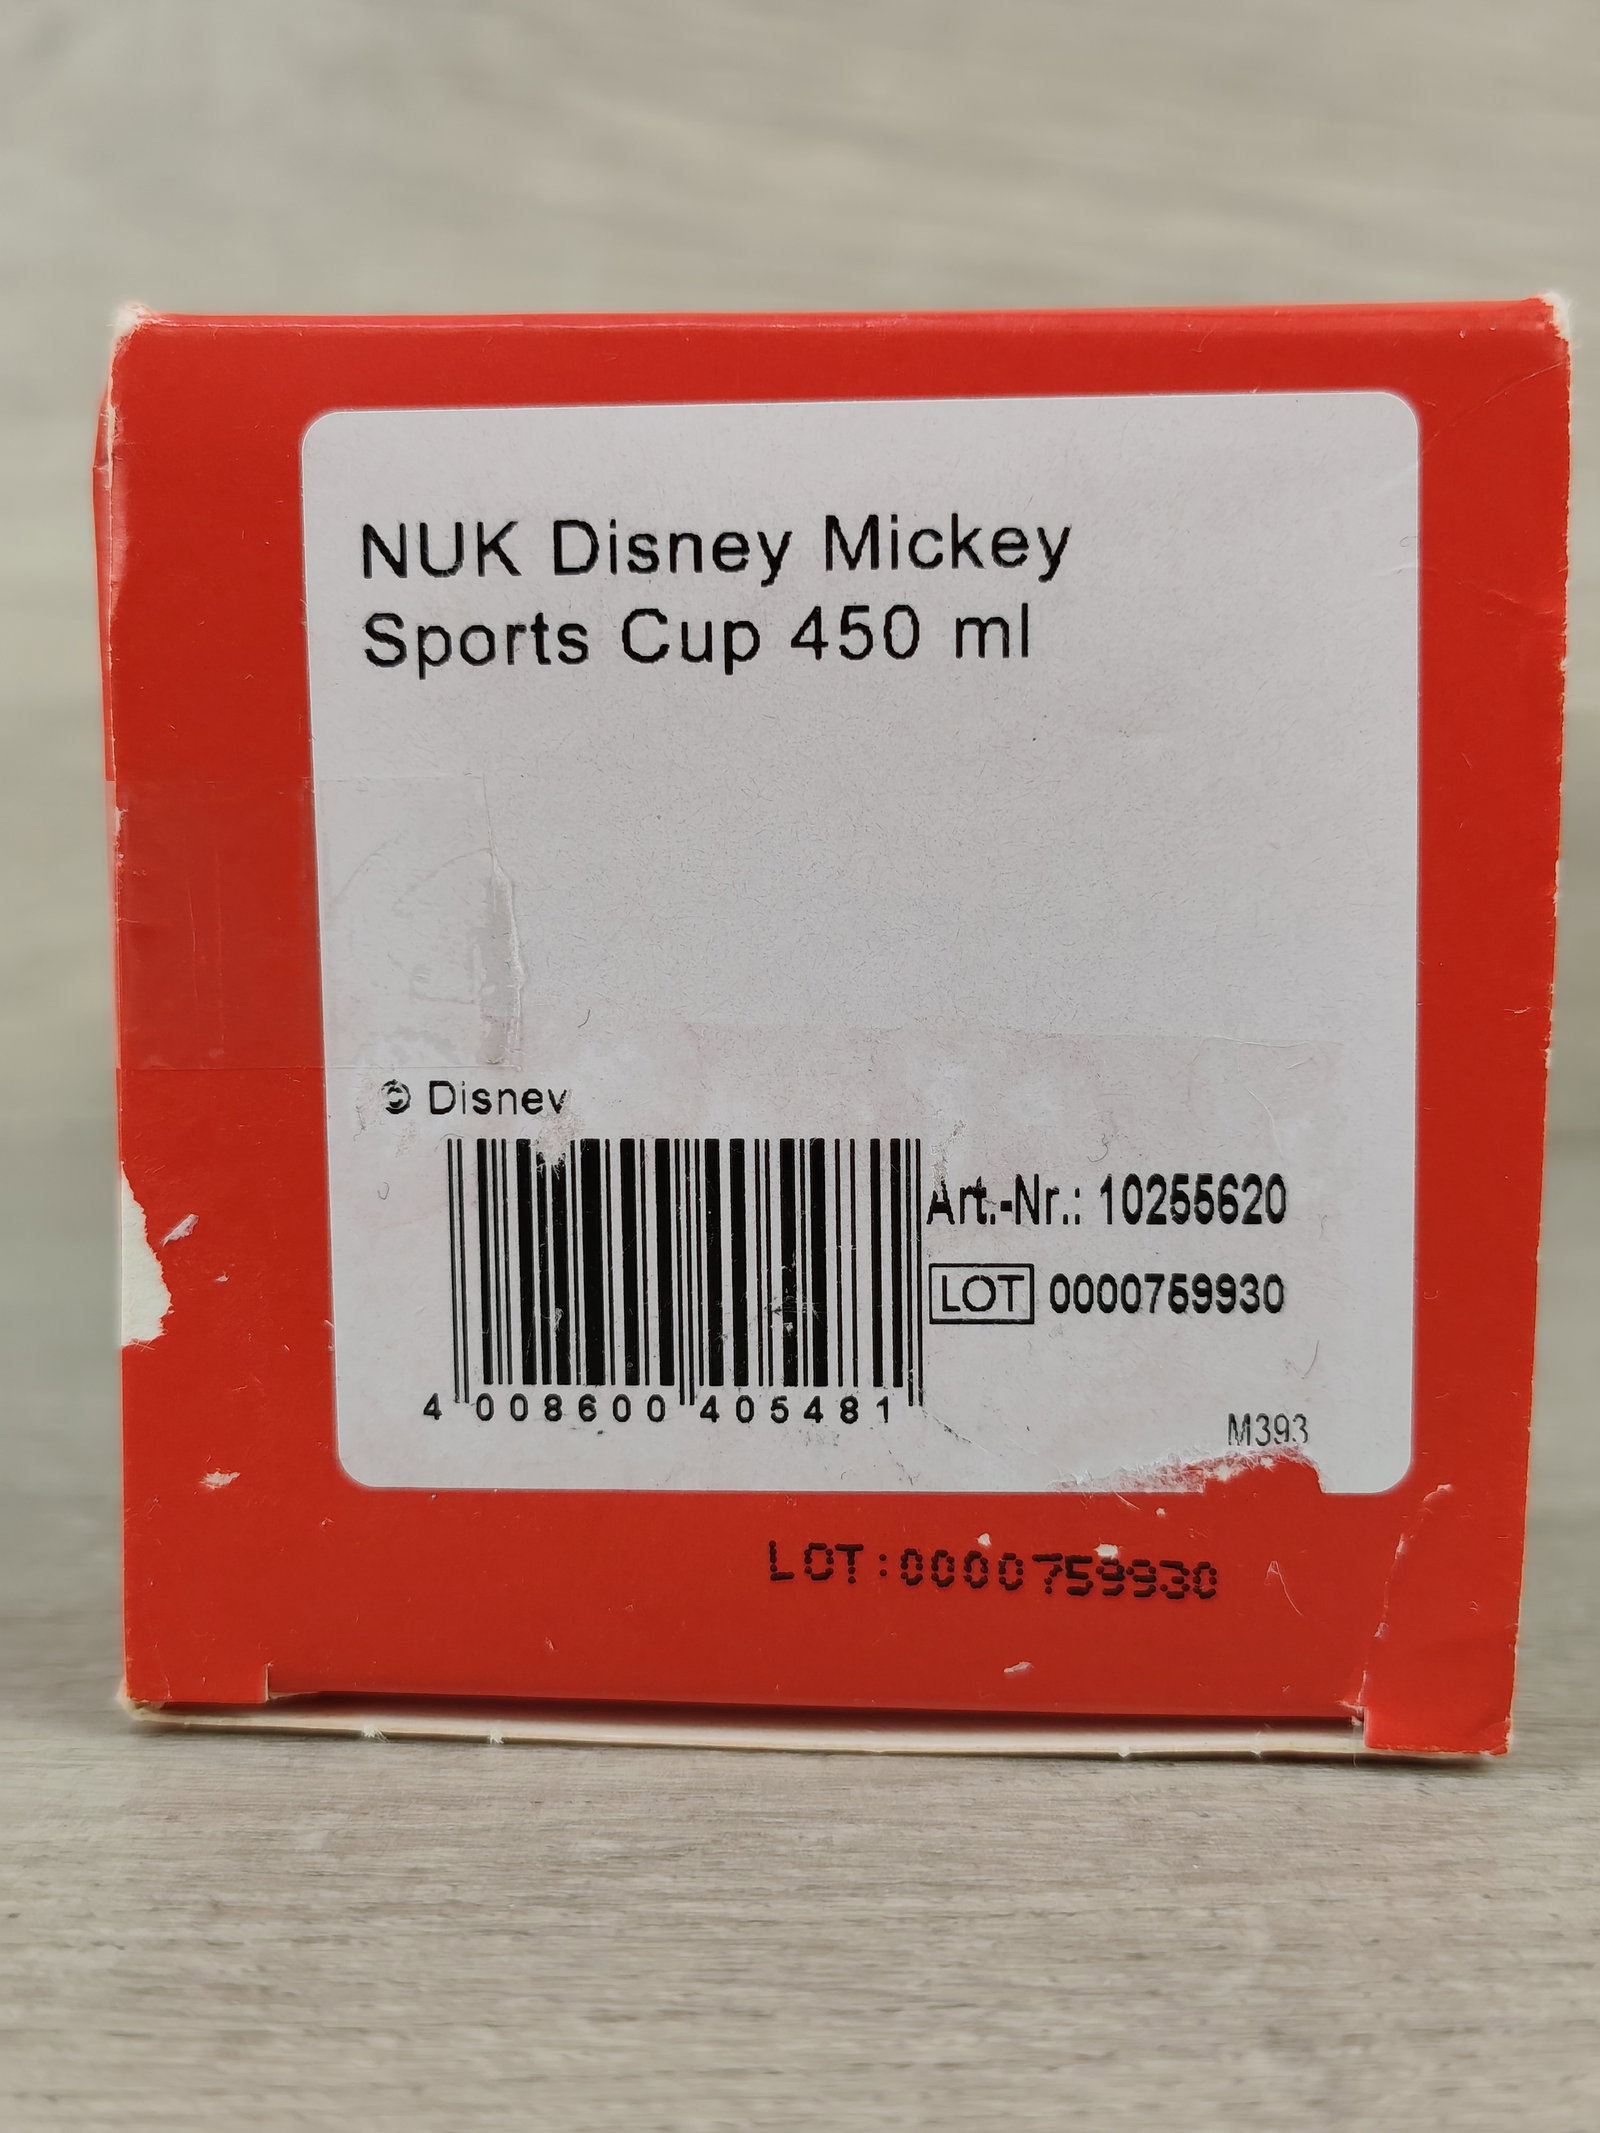 NUK Disney Mickey
Sports Cup 450 ml
© Disney
Art.-Nr.: 10255620
LOT 0000759930
4 008600 405481
M393
LOT:0000759930